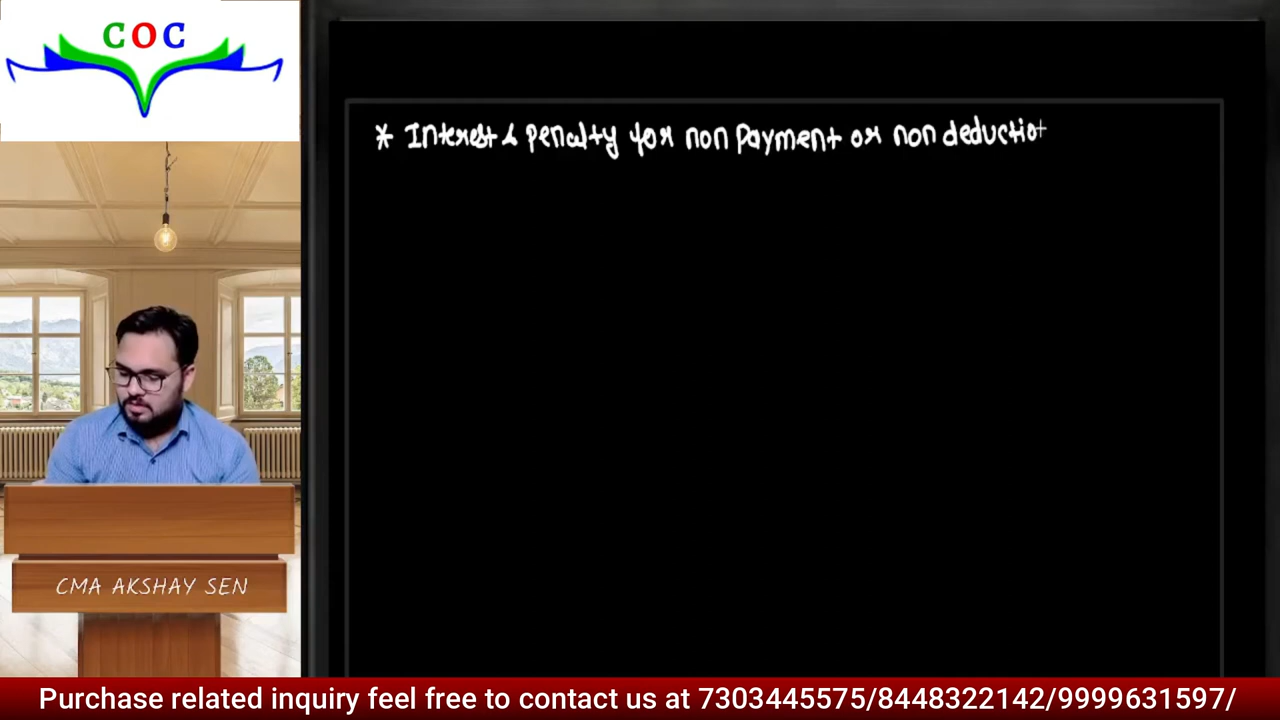 COC
* Interest & penalty for non payment or non deductio
CMA AKSHAY SEN
Purchase related inquiry feel free to contact us at 7303445575/8448322142/9999631597/